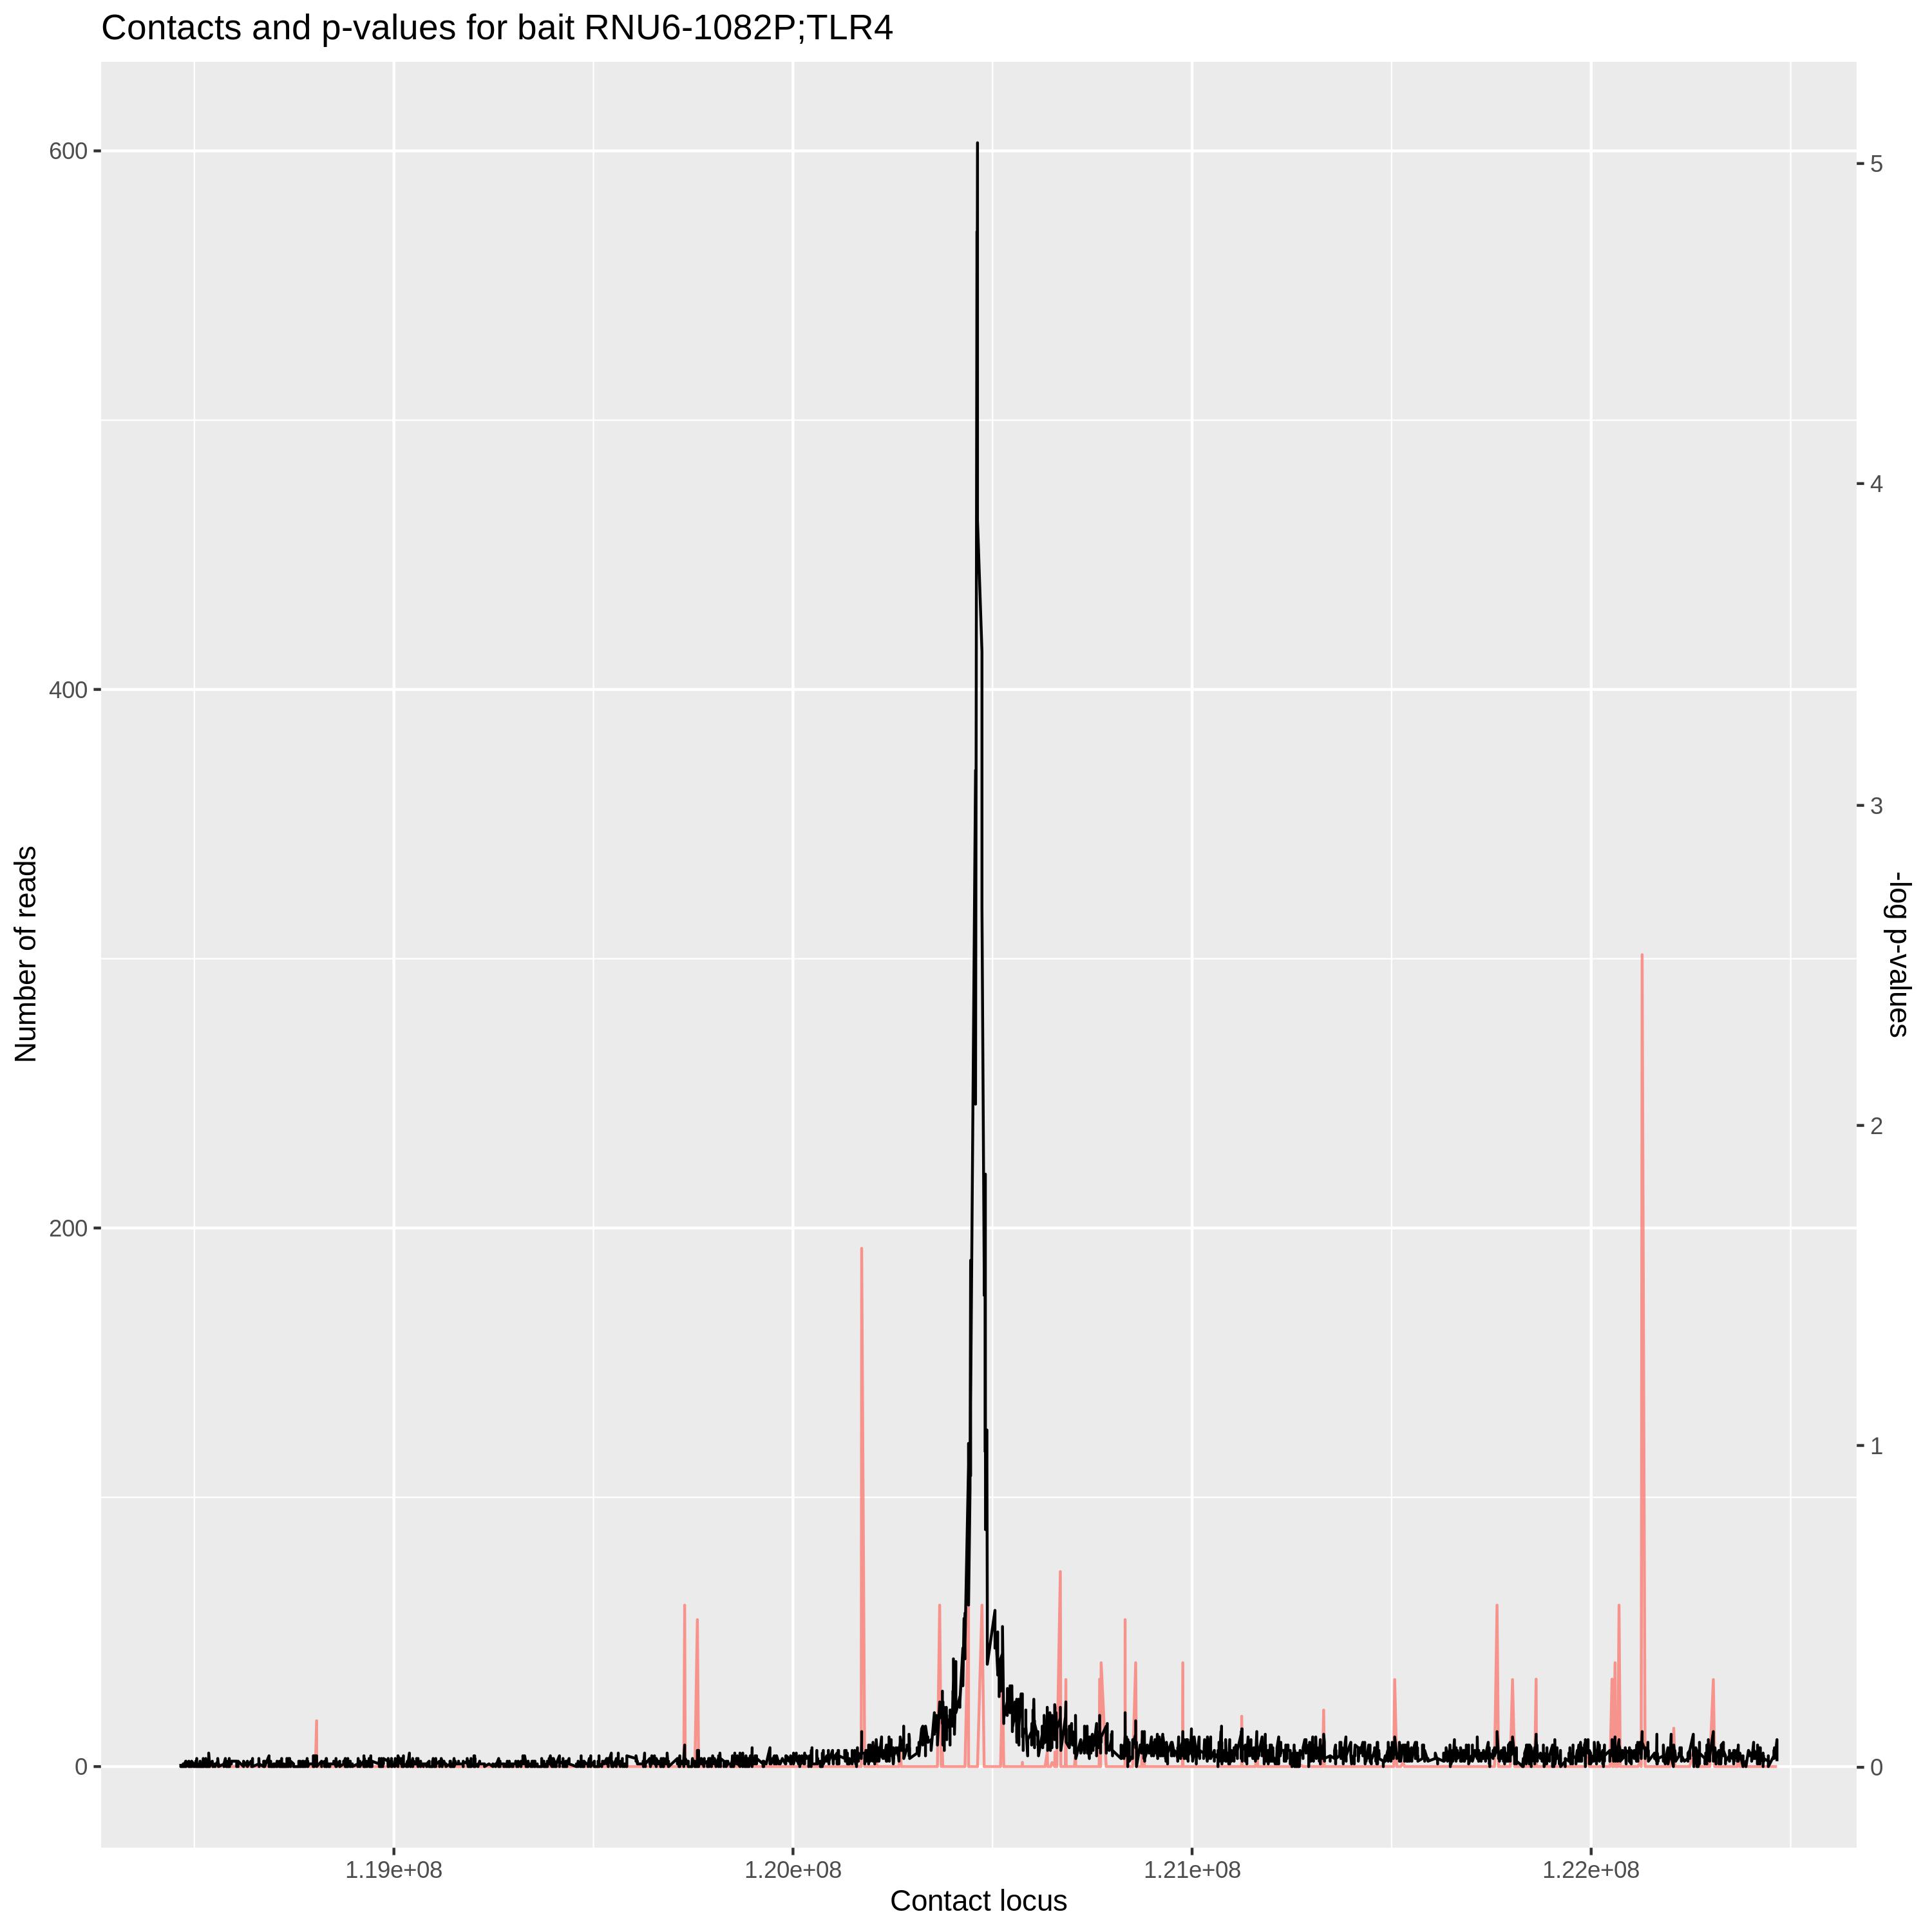 Contacts and p-values for bait RNU6-1082P;TLR4
600
400
200
0
Number of reads
5
4
3
2
1
0
-log p-values
1.19e+08
1.20e+08
1.21e+08
1.22e+08
Contact locus